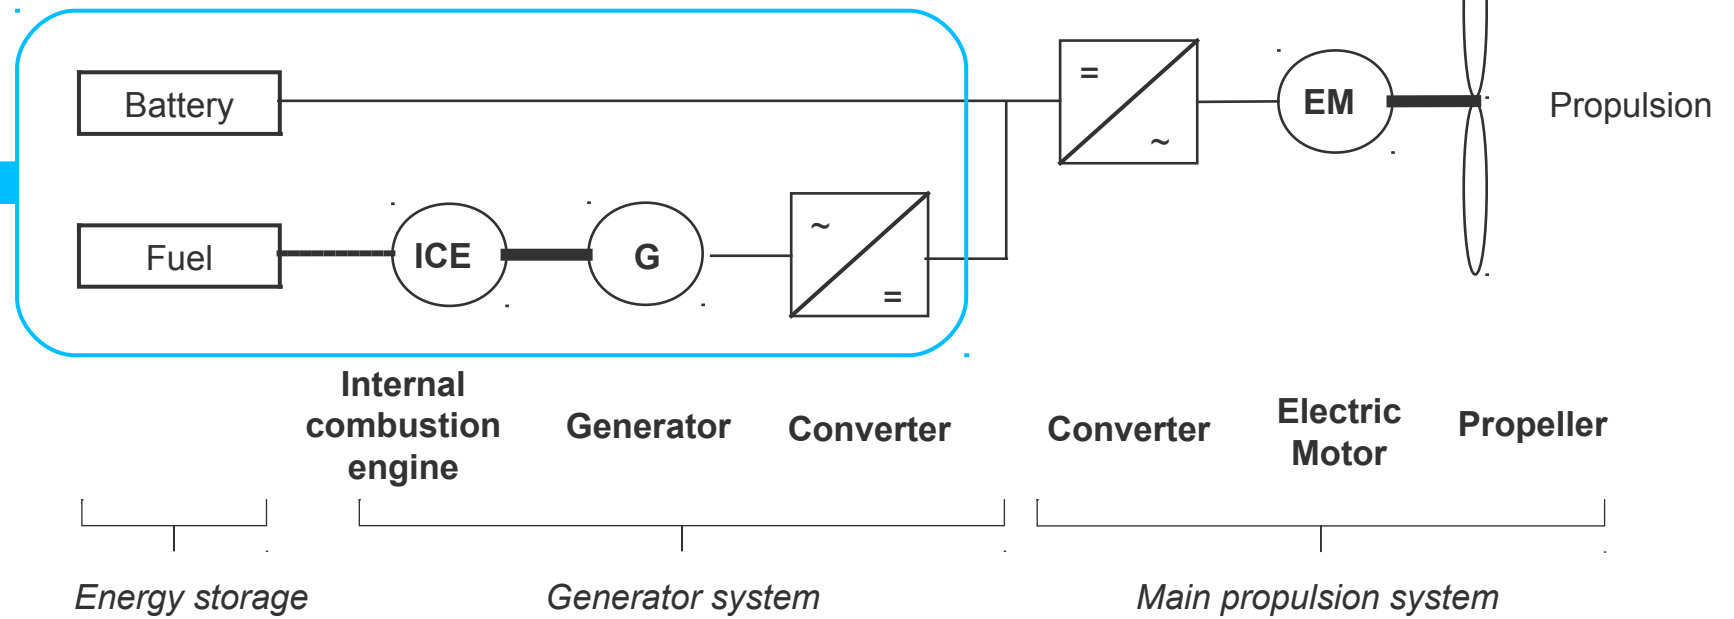 =
~
EM
Battery
Propulsion
Fuel
ICE
G
~
=
Internal
combustion
engine
Generator
Converter
Converter
Electric
Motor
Propeller
Energy storage
Generator system
Main propulsion system